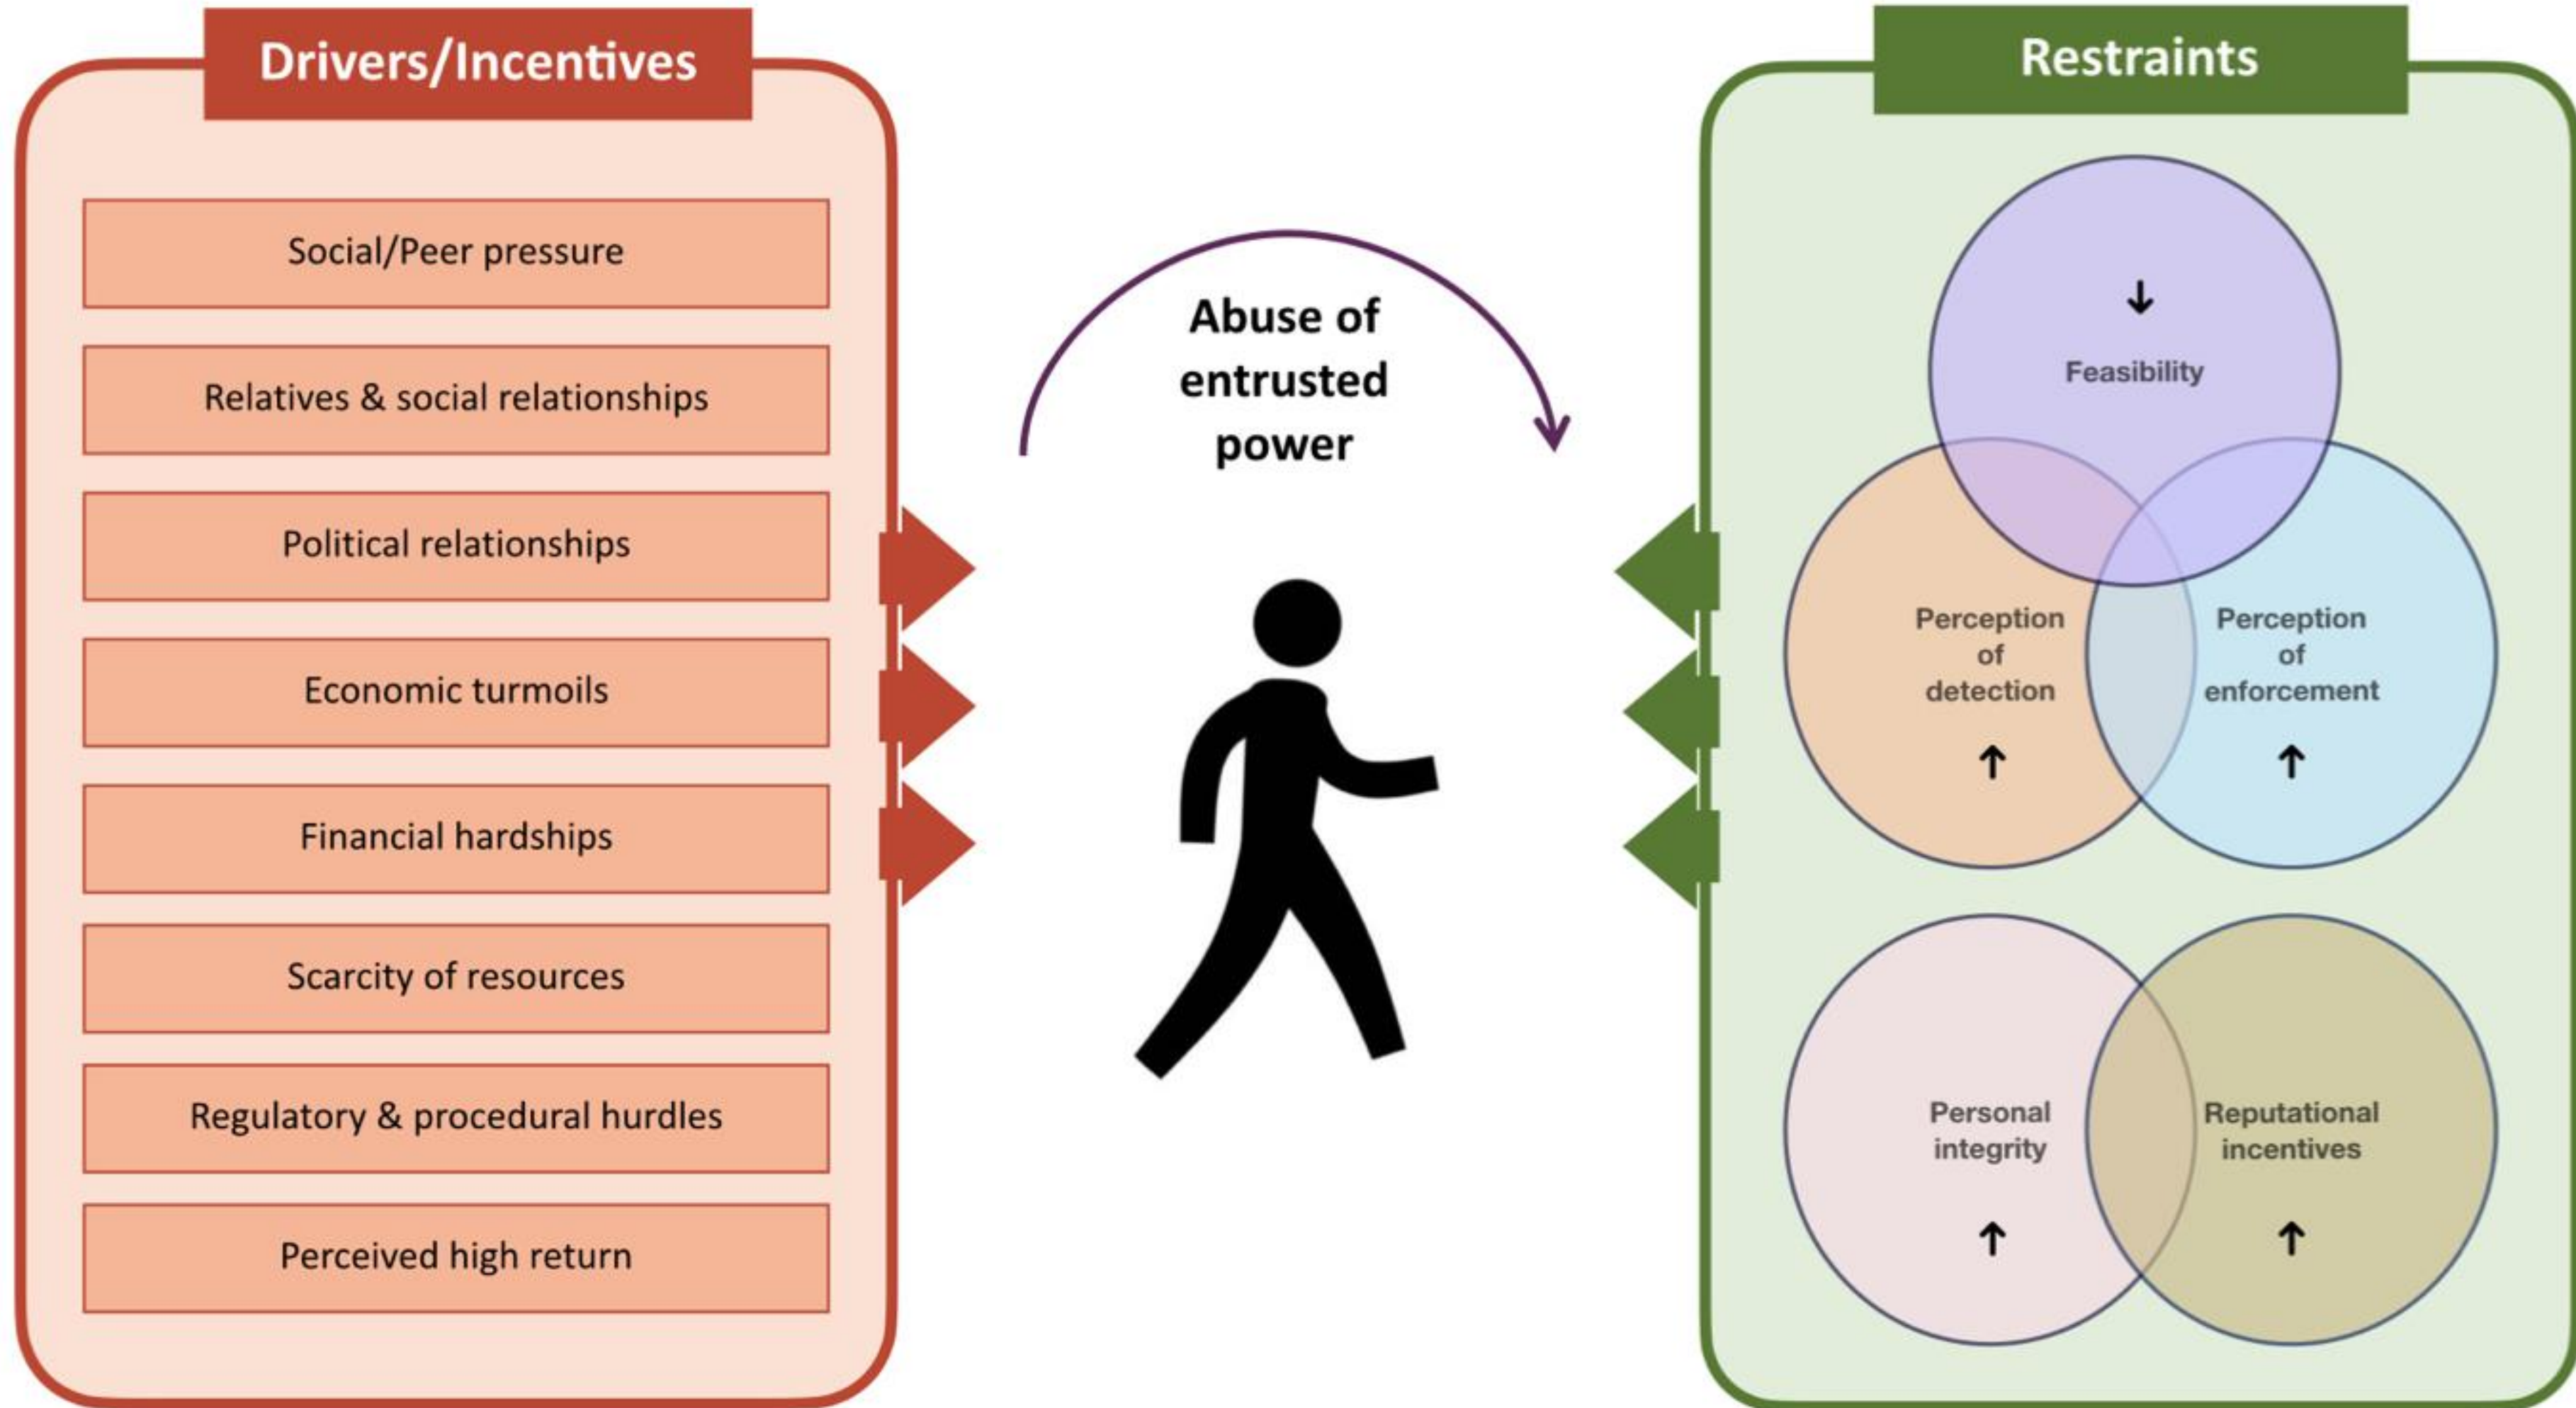 Drivers/Incentives
Social/Peer pressure
Relatives & social relationships
Political relationships
Economic turmoils
Financial hardships
Scarcity of resources
Regulatory & procedural hurdles
Perceived high return
Abuse of
entrusted
power
Restraints
↓
Feasibility
Perception
of
detection
↑
Perception
of
enforcement
↑
Personal
integrity
↑
Reputational
incentives
↑